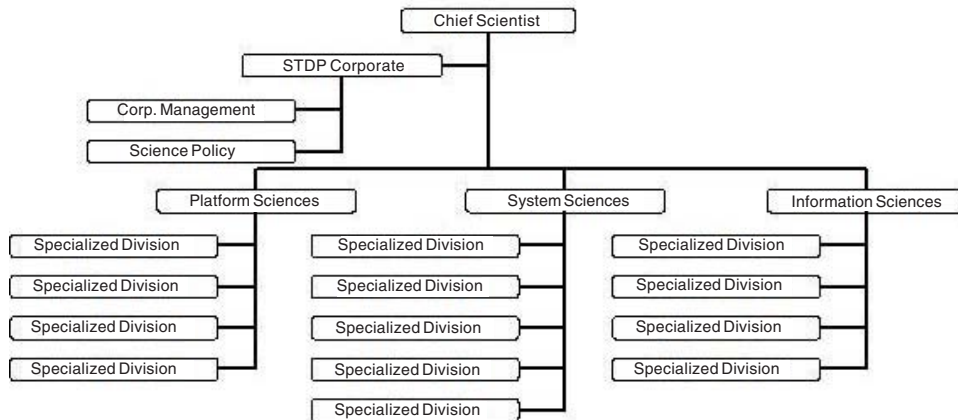 Chief Scientist
STDP Corporate
Corp. Management
Science Policy
Platform Sciences
System Sciences
Information Sciences
Specialized Division
Specialized Division
Specialized Division
Specialized Division
Specialized Division
Specialized Division
Specialized Division
Specialized Division
Specialized Division
Specialized Division
Specialized Division
Specialized Division
Specialized Division